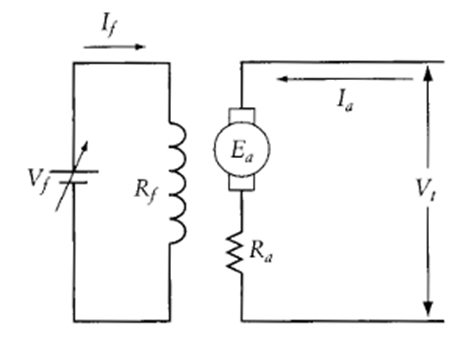 I_f
I_a
E_a
V_f
R_f
V_t
R_a